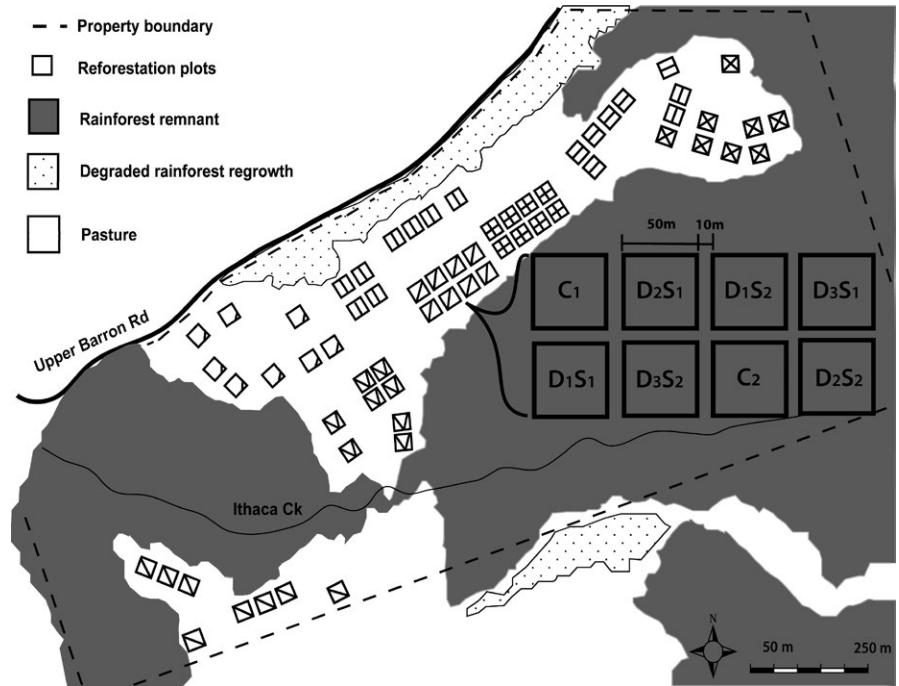 Property boundary
Reforestation plots
Rainforest remnant
Degraded rainforest regrowth
Pasture
50m 10m
C1 D2S1 D1S2 D3S1
D1S1 D3S2 C2 D2S2
Upper Barron Rd
Ithaca Ck
N
50 m 250 m